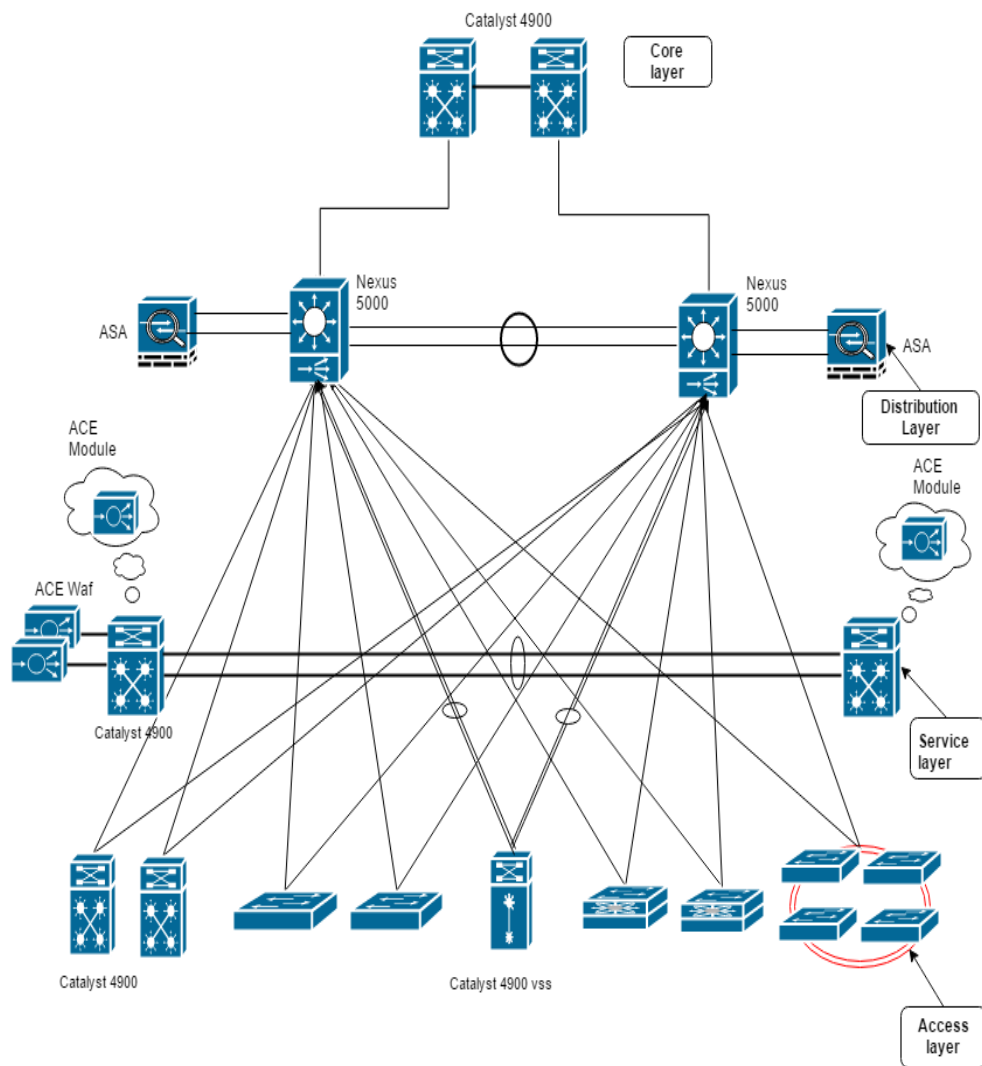 Catalyst 4900
Core
layer
Nexus
5000
Nexus
5000
ASA
ASA
Distribution
Layer
ACE
Module
ACE
Module
ACE Waf
Catalyst 4900
Service
layer
Catalyst 4900
Catalyst 4900 vss
Access
layer